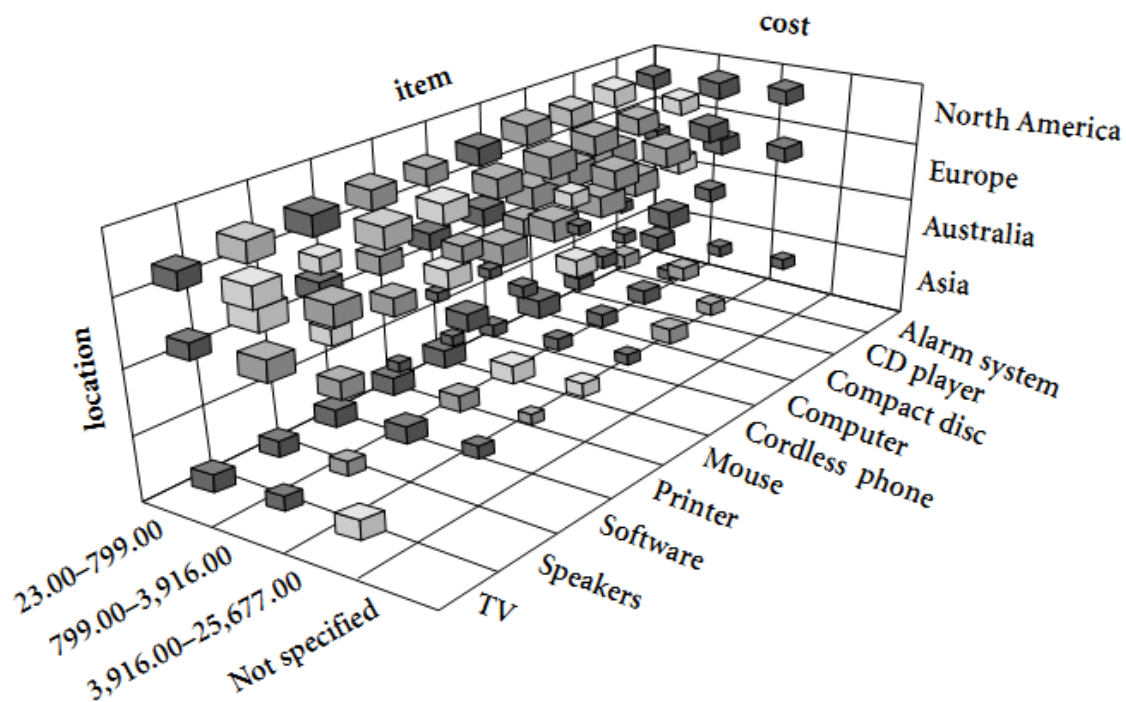 cost
item
location
North America
Europe
Australia
Asia
Alarm system
CD player
Compact disc
Computer
Cordless phone
Mouse
Printer
Software
Speakers
TV
23.00–799.00
799.00–3,916.00
3,916.00–25,677.00
Not specified